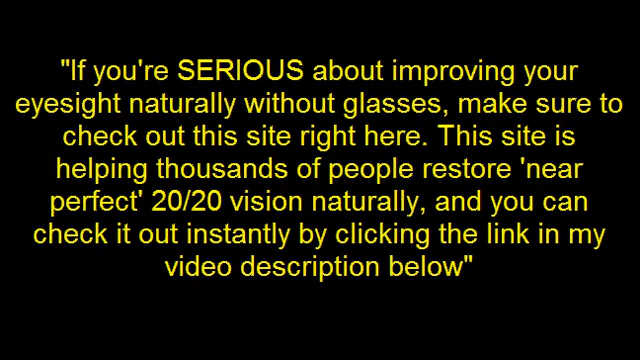 "If you're SERIOUS about improving your
eyesight naturally without glasses, make sure to
check out this site right here. This site is
helping thousands of people restore 'near
perfect' 20/20 vision naturally, and you can
check it out instantly by clicking the link in my
video description below"